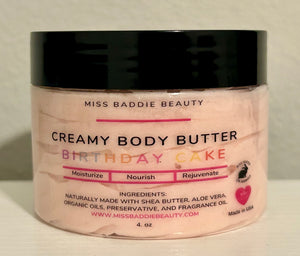 MISS BADDIE BEAUTY
CREAMY BODY BUTTER
BIRTHDAY CAKE
Moisturize Nourish Rejuvenate
INGREDIENTS:
NATURALLY MADE WITH SHEA BUTTER, ALOE VERA,
ORGANIC OILS, PRESERVATIVE, AND FRAGRANCE OIL
WWW.MISSBADDIEBEAUTY.COM
4. oz
Made in USA